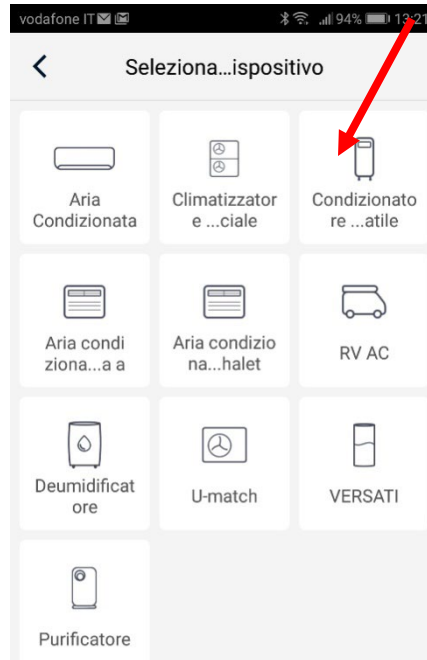 vodafone IT 94% 13:21
Seleziona...ispositivo
Aria
Condizionata
Climatizzator
e ...ciale
Condizionato
re ...atile
Aria condi
ziona...a a
Aria condizio
na...halet
RV AC
Deumidificat
ore
U-match
VERSATI
Purificatore